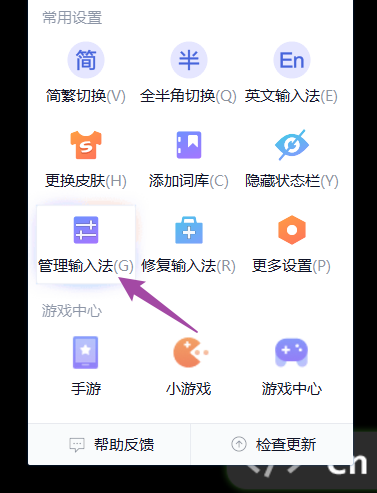 常用设置
简 半 En
简繁切换(V) 全半角切换(Q) 英文输入法(E)
更换皮肤(H) 添加词库(C) 隐藏状态栏(Y)
管理输入法(G) 修复输入法(R) 更多设置(P)
游戏中心
手游 小游戏 游戏中心
帮助反馈 检查更新
</> cn